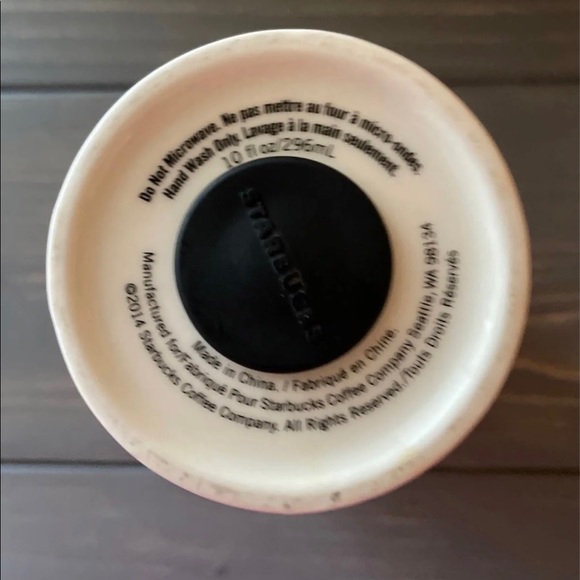 Do Not Microwave. Ne pas mettre au four à micro-ondes.
Hand Wash Only. Lavage à la main seulement.
10 fl oz/296mL
STARBUCKS
Made in China. / Fabriqué en Chine.
Manufactured for/Fabriqué Pour Starbucks Coffee Company Seattle, WA 98134
©2014 Starbucks Coffee Company. All Rights Reserved./Touts Droits Réservés